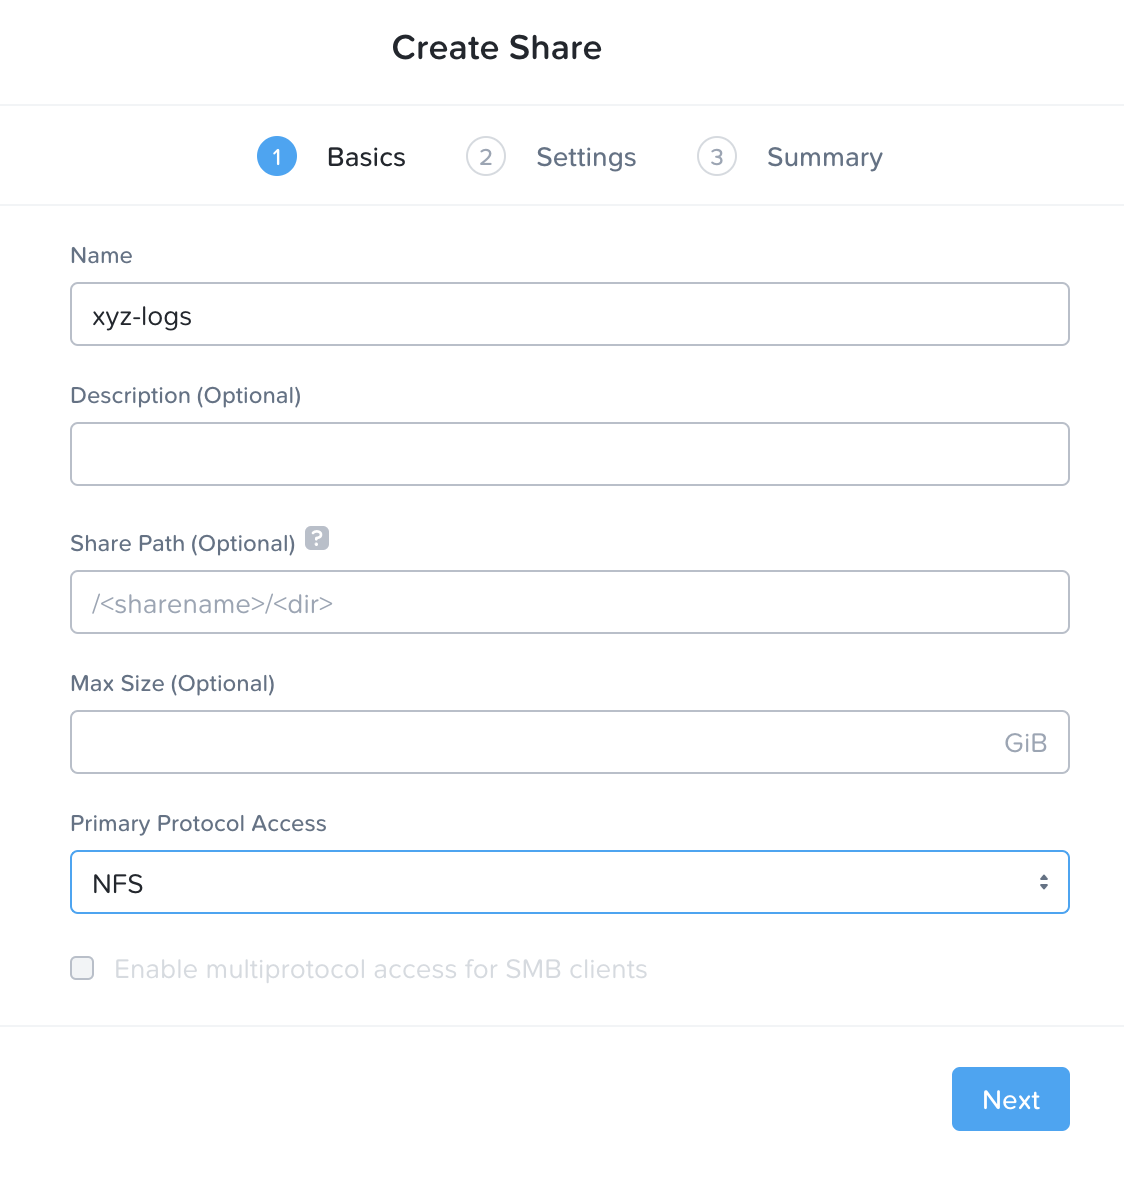 Create Share
1 Basics 2 Settings 3 Summary
Name
xyz-logs
Description (Optional)
Share Path (Optional) ?
/<sharename>/<dir>
Max Size (Optional)
GiB
Primary Protocol Access
NFS
Enable multiprotocol access for SMB clients
Next